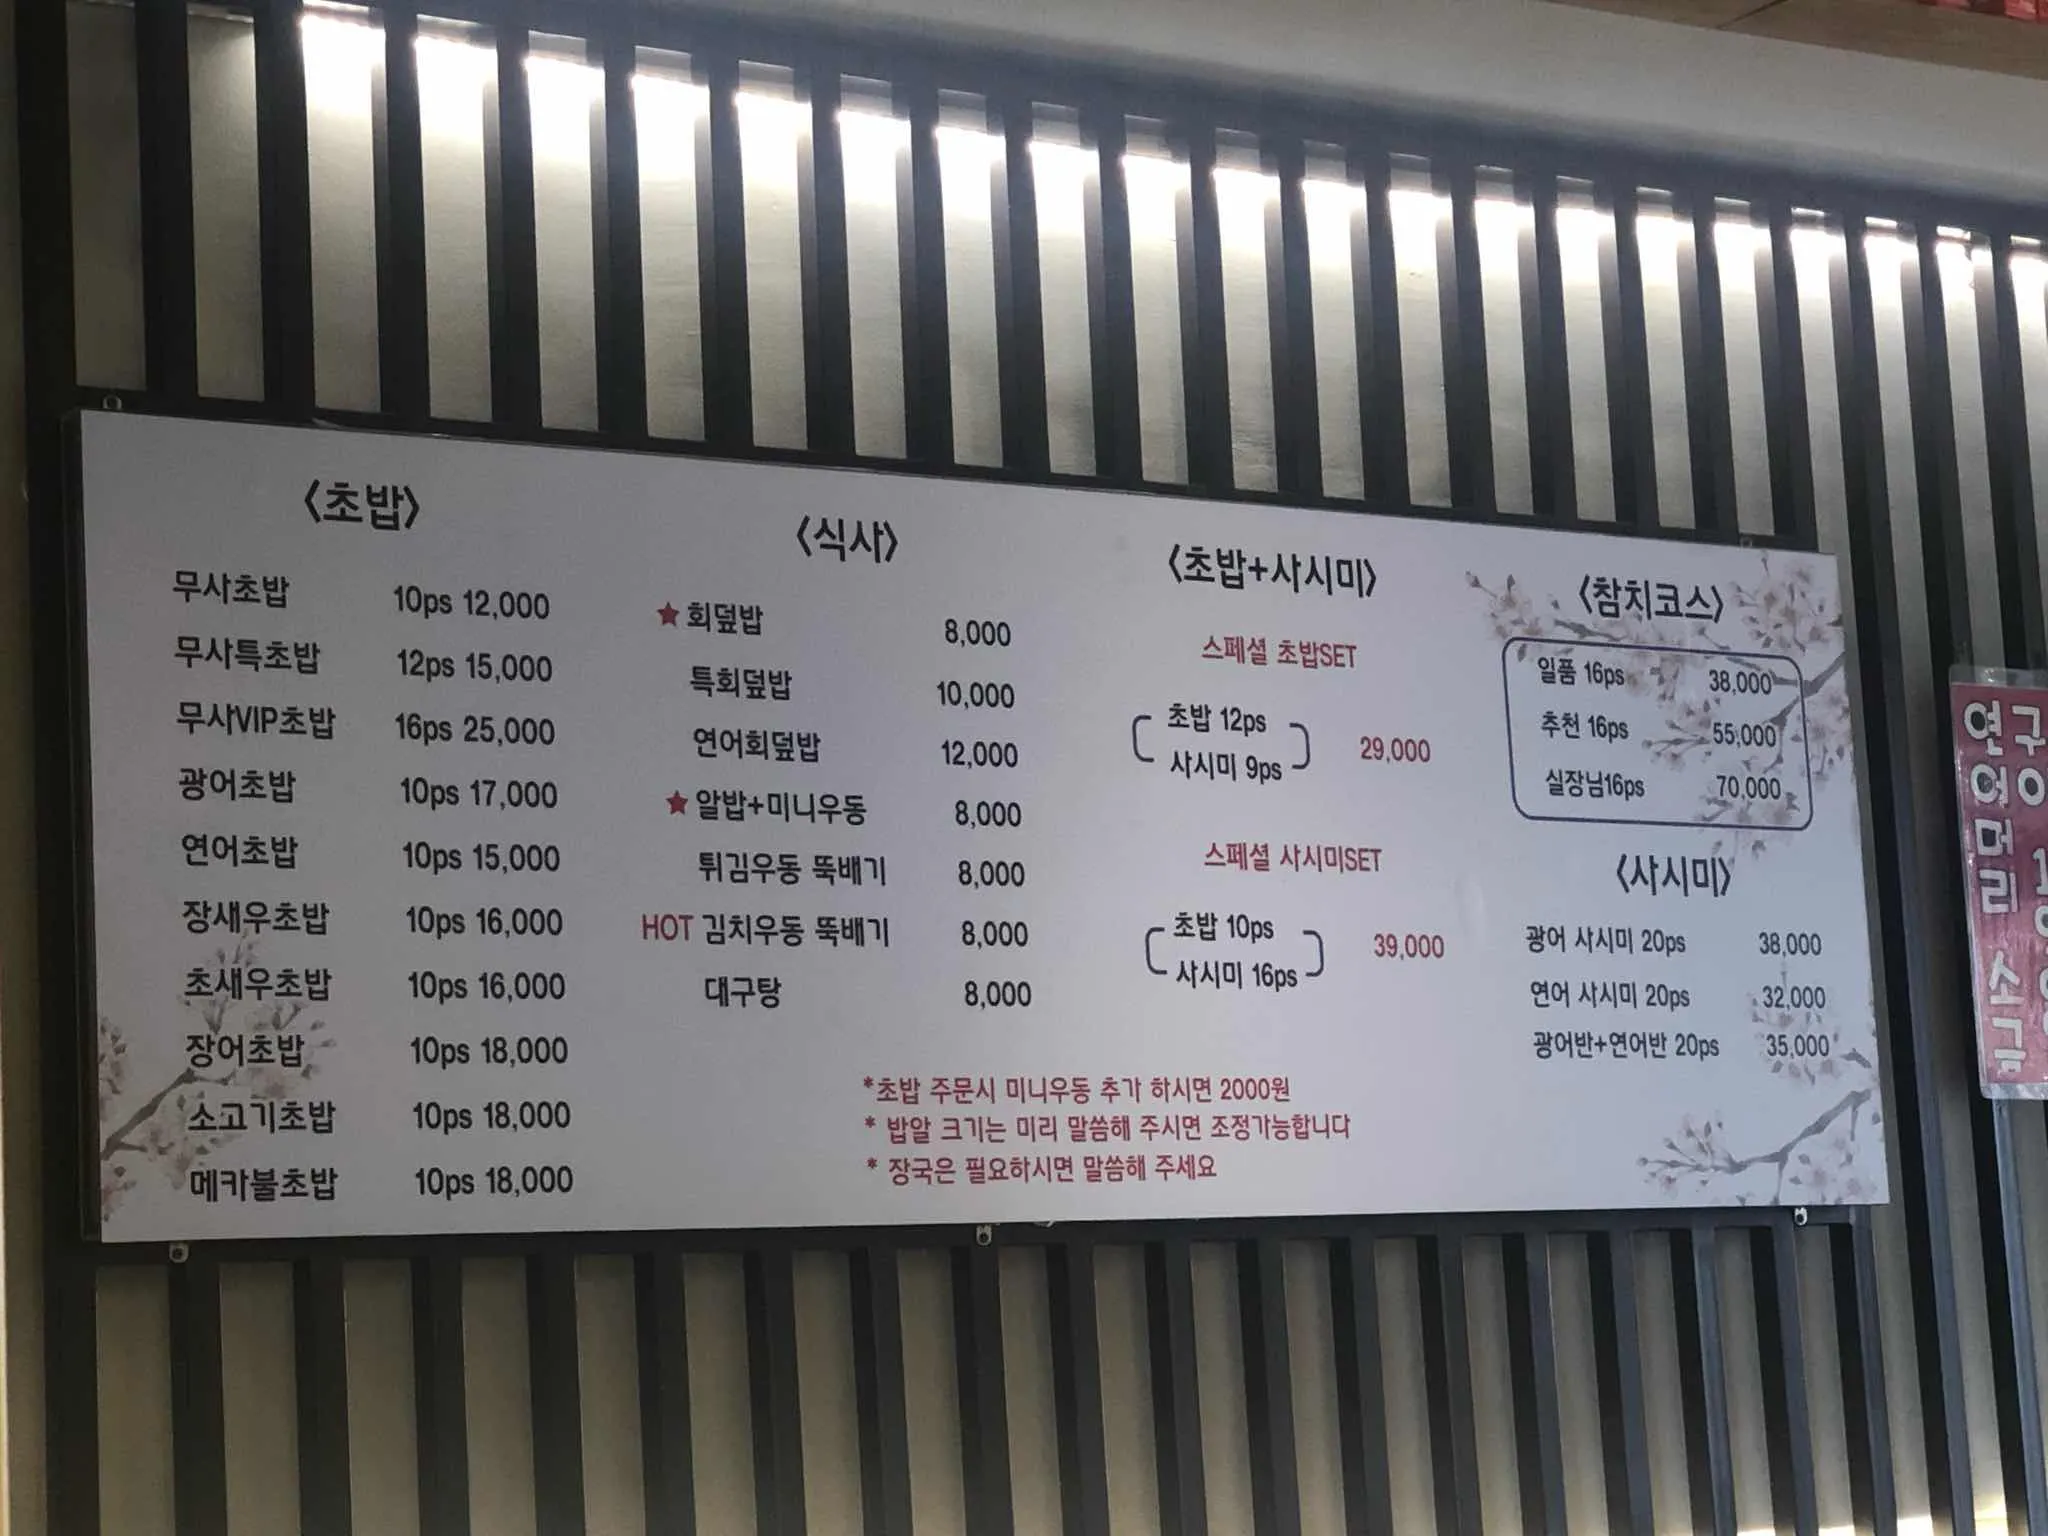 <초밥>
무사초밥 10ps 12,000
무사특초밥 12ps 15,000
무사VIP초밥 16ps 25,000
광어초밥 10ps 17,000
연어초밥 10ps 15,000
장새우초밥 10ps 16,000
초새우초밥 10ps 16,000
장어초밥 10ps 18,000
소고기초밥 10ps 18,000
메카불초밥 10ps 18,000
<식사>
★ 회덮밥 8,000
특회덮밥 10,000
연어회덮밥 12,000
★ 알밥+미니우동 8,000
튀김우동 뚝배기 8,000
HOT 김치우동 뚝배기 8,000
대구탕 8,000
<초밥+사시미>
스페셜 초밥SET
초밥 12ps
사시미 9ps
29,000
스페셜 사시미SET
초밥 10ps
사시미 16ps
39,000
*초밥 주문시 미니우동 추가 하시면 2000원
* 밥알 크기는 미리 말씀해 주시면 조정가능합니다
* 장국은 필요하시면 말씀해 주세요
<참치코스>
일품 16ps 38,000
추천 16ps 55,000
실장님16ps 70,000
<사시미>
광어 사시미 20ps 38,000
연어 사시미 20ps 32,000
광어반+연어반 20ps 35,000
연어머리 소금
구이